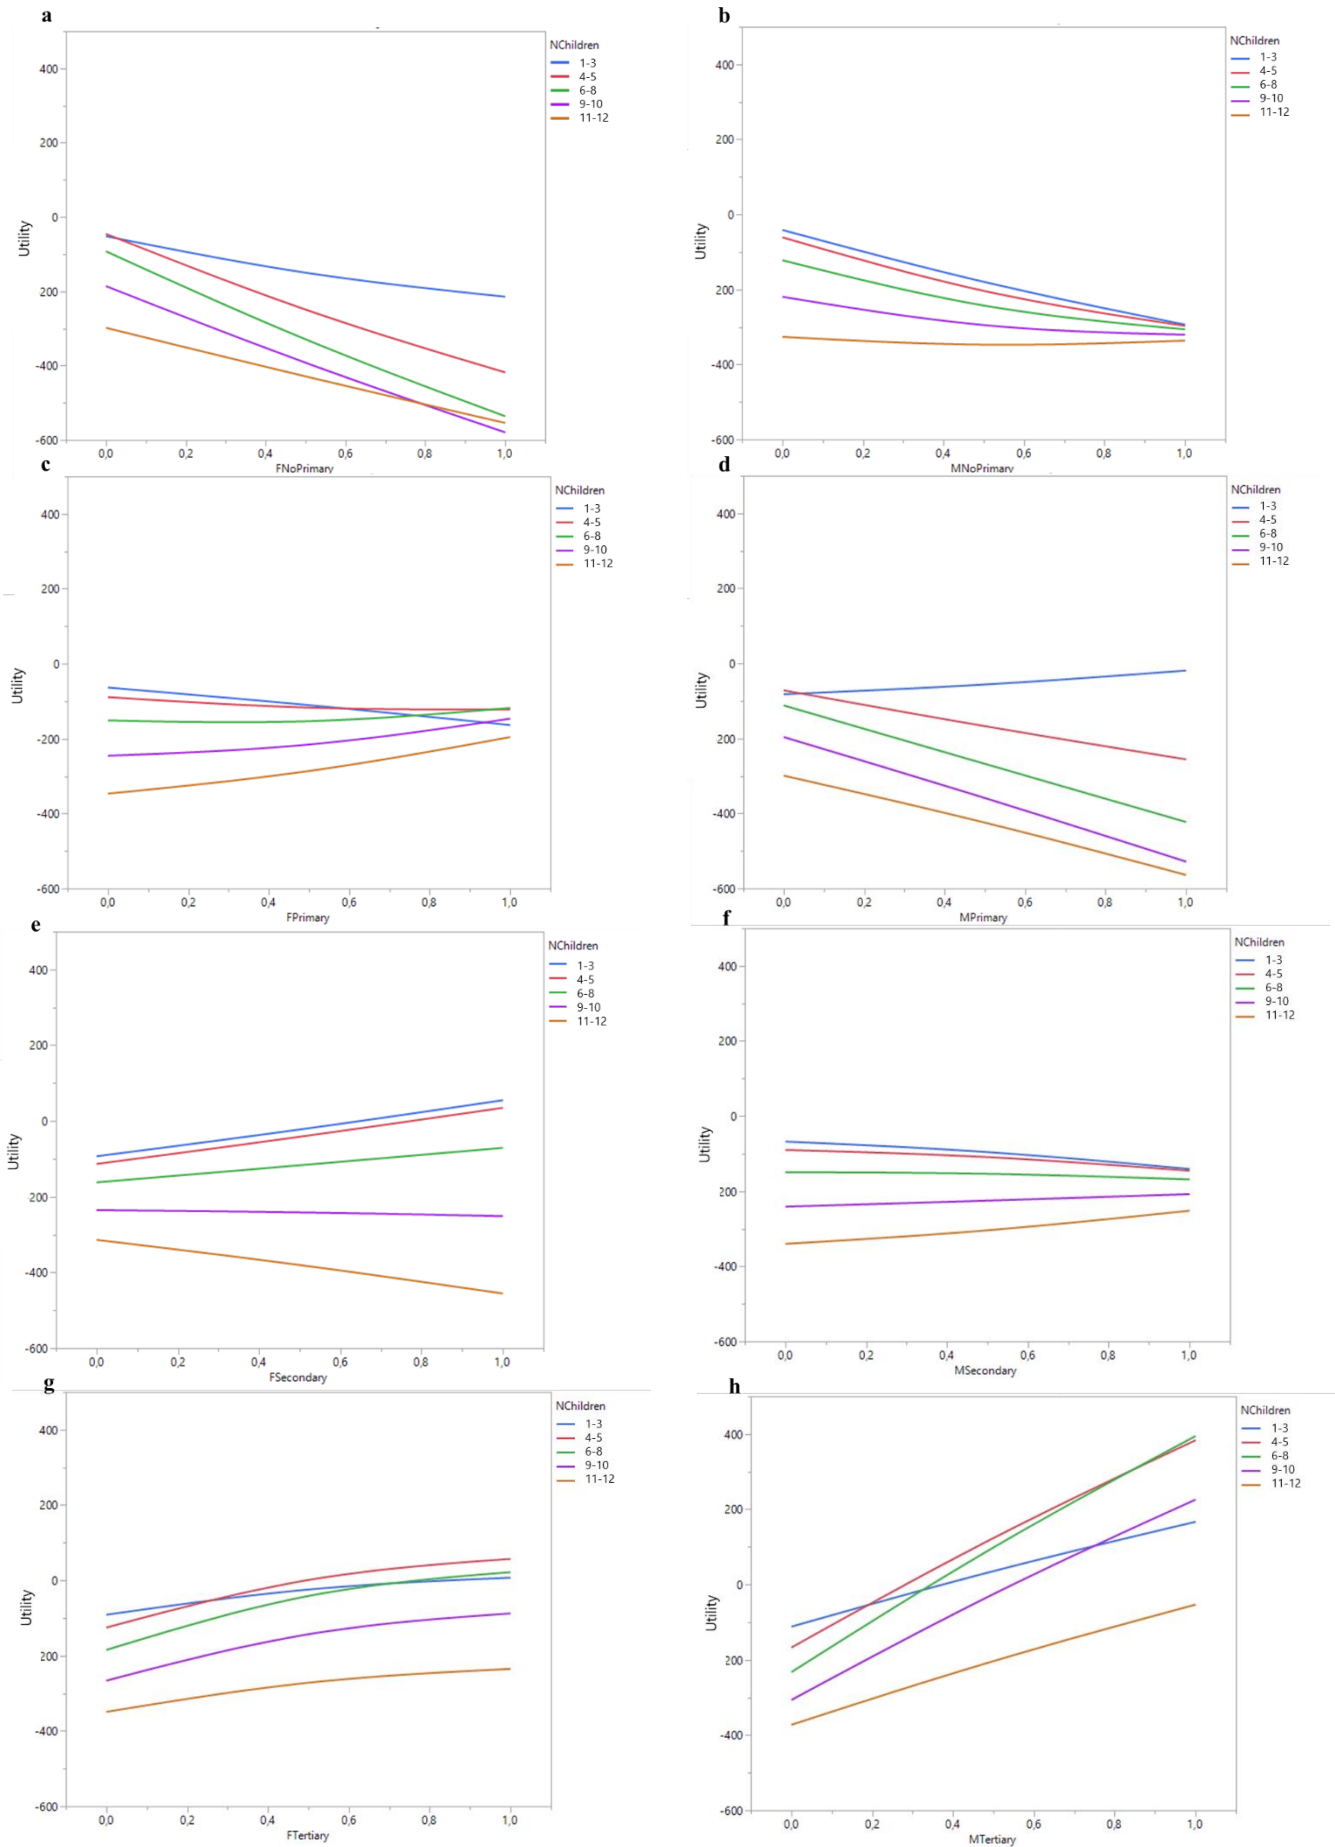 a
NChildren
1-3
4-5
6-8
9-10
11-12
400
200
0
200
-400
-600
Utility
0,0 0,2 0,4 0,6 0,8 1,0
FNoPrimary
b
NChildren
1-3
4-5
6-8
9-10
11-12
400
200
0
-200
-400
-600
Utility
0,0 0,2 0,4 0,6 0,8 1,0
MNoPrimary
c
NChildren
1-3
4-5
6-8
9-10
11-12
400
200
0
-200
-400
-600
Utility
0,0 0,2 0,4 0,6 0,8 1,0
FPrimary
d
NChildren
1-3
4-5
6-8
9-10
11-12
400
200
0
-200
-400
-600
Utility
0,0 0,2 0,4 0,6 0,8 1,0
MPrimary
e
NChildren
1-3
4-5
6-8
9-10
11-12
400
200
0
200
-400
-600
Utility
0,0 0,2 0,4 0,6 0,8 1,0
FSecondary
f
NChildren
1-3
4-5
6-8
9-10
11-12
400
200
0
200
-400
-600
Utility
0,0 0,2 0,4 0,6 0,8 1,0
MSecondary
g
NChildren
1-3
4-5
6-8
9-10
11-12
400
200
0
200
-400
-600
Utility
0,0 0,2 0,4 0,6 0,8 1,0
FTertiary
h
NChildren
1-3
4-5
6-8
9-10
11-12
400
200
0
200
-400
-600
Utility
0,0 0,2 0,4 0,6 0,8 1,0
MTertiary